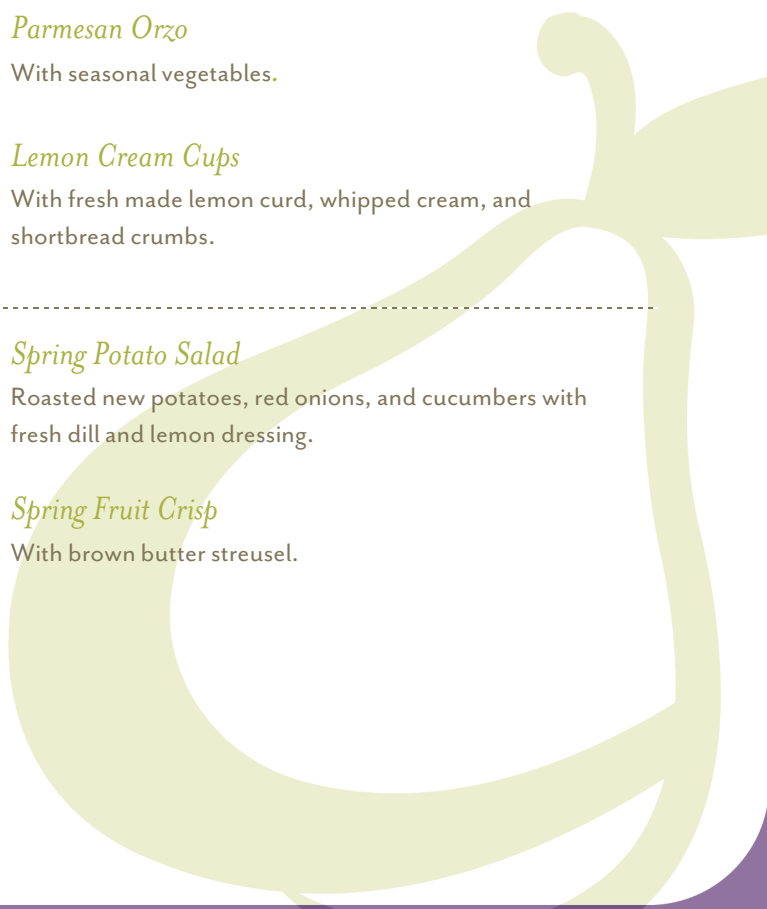 Parmesan Orzo
With seasonal vegetables.
Lemon Cream Cups
With fresh made lemon curd, whipped cream, and
shortbread crumbs.
Spring Potato Salad
Roasted new potatoes, red onions, and cucumbers with
fresh dill and lemon dressing.
Spring Fruit Crisp
With brown butter streusel.